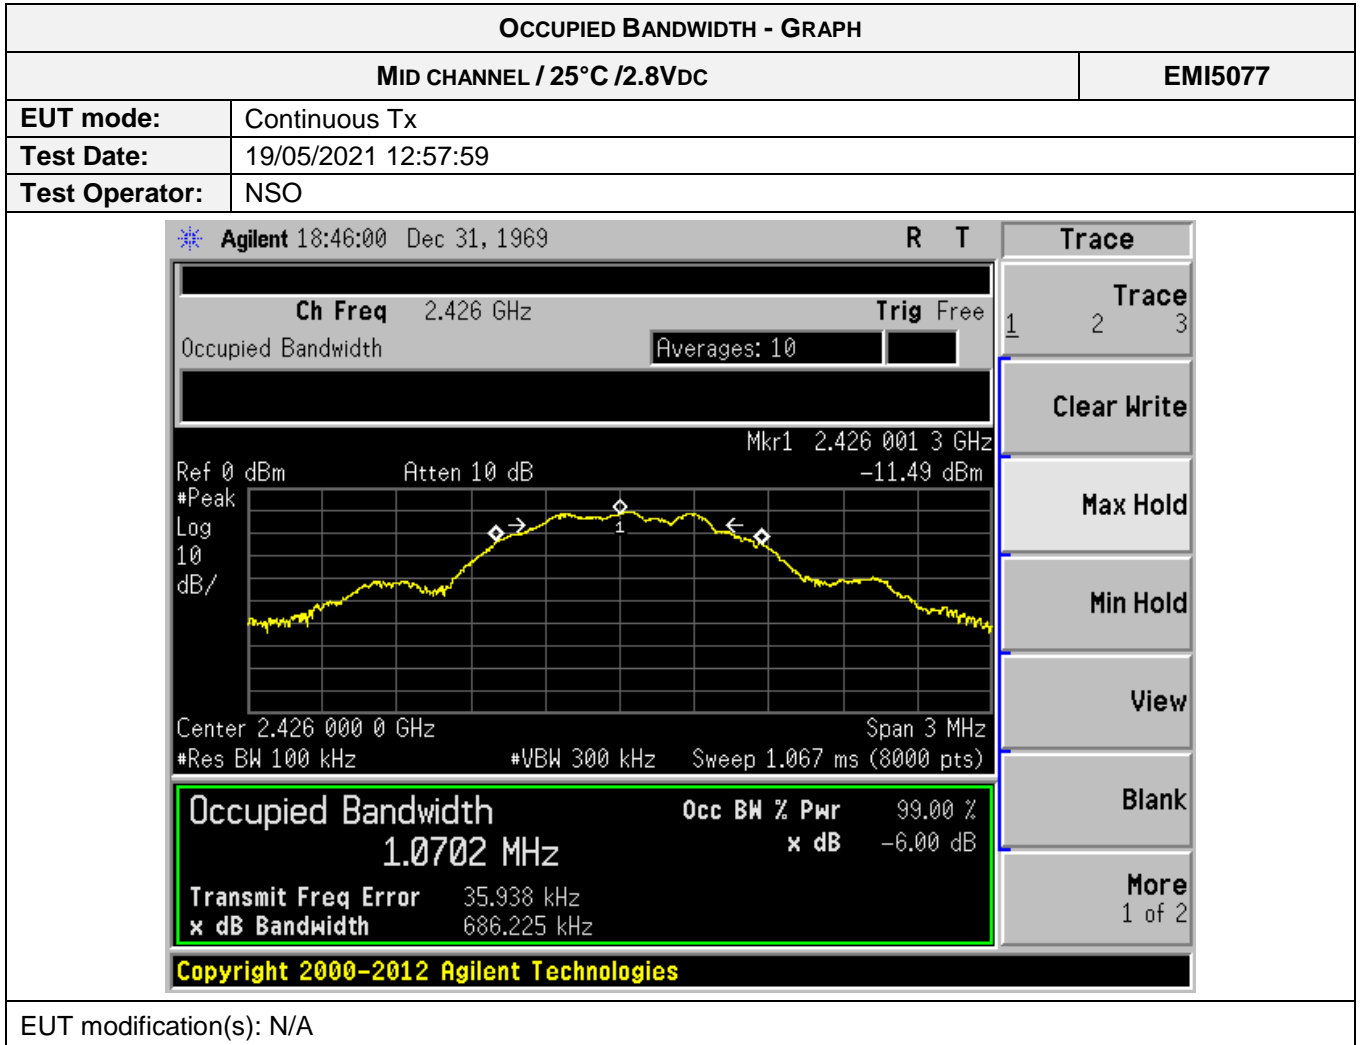 OCCUPIED BANDWIDTH - GRAPH
MID CHANNEL / 25°C /2.8VDC EMI5077
EUT mode: Continuous Tx
Test Date: 19/05/2021 12:57:59
Test Operator: NSO
Agilent 18:46:00 Dec 31, 1969 R T Trace
Ch Freq 2.426 GHz Trig Free
Occupied Bandwidth Averages: 10
Trace
1 2 3
Clear Write
Max Hold
Min Hold
View
Blank
More
1 of 2
Mkr1 2.426 001 3 GHz
Ref 0 dBm Atten 10 dB -11.49 dBm
#Peak
Log
10
dB/
1
Center 2.426 000 0 GHz Span 3 MHz
#Res BW 100 kHz #VBW 300 kHz Sweep 1.067 ms (8000 pts)
Occupied Bandwidth Occ BW % Pwr 99.00 %
1.0702 MHz x dB -6.00 dB
Transmit Freq Error 35.938 kHz
x dB Bandwidth 686.225 kHz
Copyright 2000-2012 Agilent Technologies
EUT modification(s): N/A